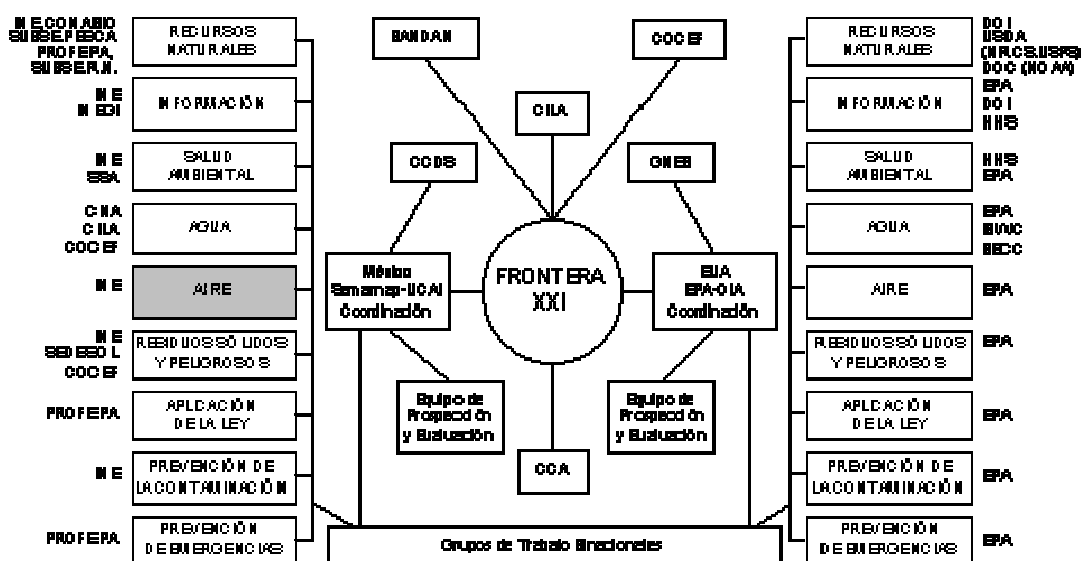 INE, CONABIO
SUBSE.PESCA
PROFEPA,
SUBSE.R.N.
RECURSOS
NATURALES
INE
INEGI
INFORMACIÓN
INE
SSA
SALUD
AMBIENTAL
CNA
CILA
COCEF
AGUA
INE
AIRE
INE
SEDESOL
COCEF
RESIDUOS SÓLIDOS
Y PELIGROSOS
PROFEPA
APLICACIÓN
DE LA LEY
INE
PREVENCIÓN DE
LA CONTAMINACIÓN
PROFEPA
PREVENCIÓN
DE EMERGENCIAS
BANDAN
COCEF
CILA
CCDS
GNEB
México
Semarnap-UCAI
Coordinación
FRONTERA
XXI
EUA
EPA-OIA
Coordinación
Equipo de
Prospección
y Evaluación
Equipo de
Prospección
y Evaluación
CCA
Grupos de Trabajo Binacionales
RECURSOS
NATURALES
DOI
USDA
(NRCS.USFS)
DOC (NOAA)
INFORMACIÓN
EPA
DOI
HHS
SALUD
AMBIENTAL
HHS
EPA
AGUA
EPA
IBWC
BECC
AIRE
EPA
RESIDUOS SÓLIDOS
Y PELIGROSOS
EPA
APLICACIÓN
DE LA LEY
EPA
PREVENCIÓN DE
LA CONTAMINACIÓN
EPA
PREVENCIÓN
DE EMERGENCIAS
EPA